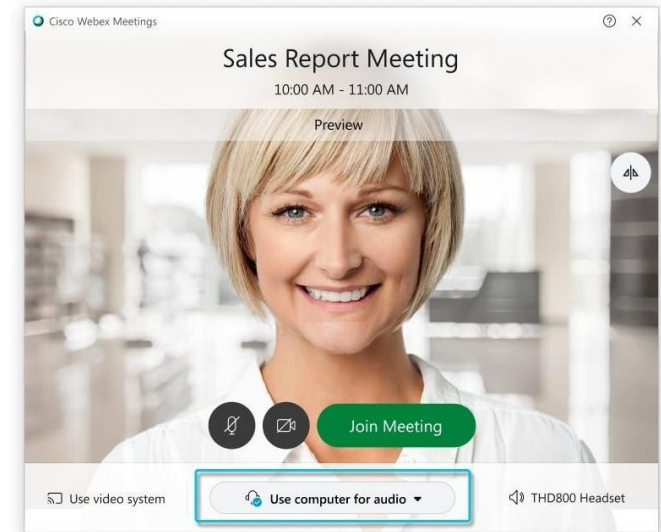 Cisco Webex Meetings
Sales Report Meeting
10:00 AM - 11:00 AM
Preview
Join Meeting
Use video system
Use computer for audio
THD800 Headset